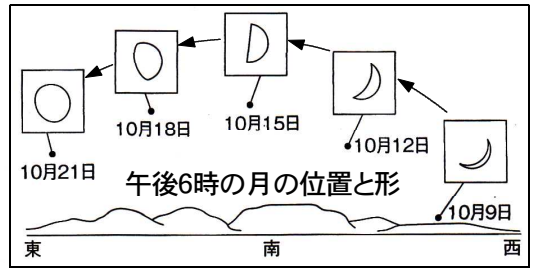 10月21日
10月18日
10月15日
10月12日
10月9日
午後6時の月の位置と形
東
南
西